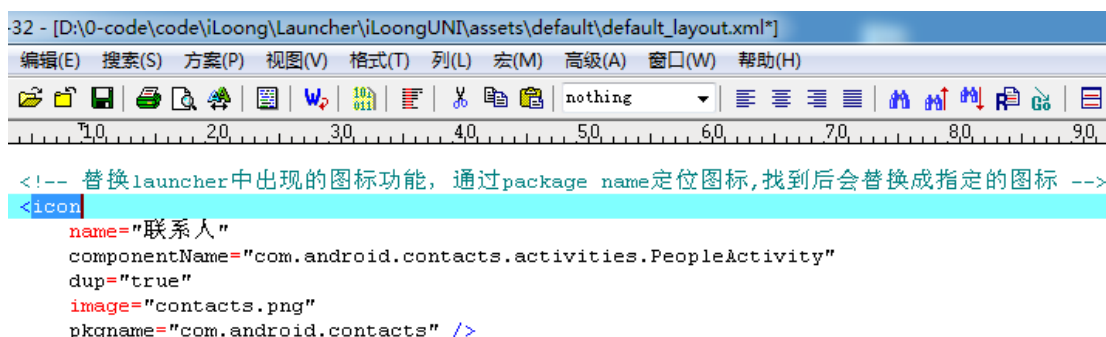 -32 - [D:\0-code\code\iLoong\Launcher\iLoongUNI\assets\default\default_layout.xml*]
编辑(E) 搜素(S) 方案(P) 视图(V) 格式(T) 列(L) 宏(M) 高级(A) 窗口(W) 帮助(H)
nothing
10 20 30 40 50 60 70 80 90
<!-- 替换launcher中出现的图标功能，通过package name定位图标,找到后会替换成指定的图标 -->
<icon
name="联系人"
componentName="com.android.contacts.activities.PeopleActivity"
dup="true"
image="contacts.png"
pkgname="com.android.contacts" />